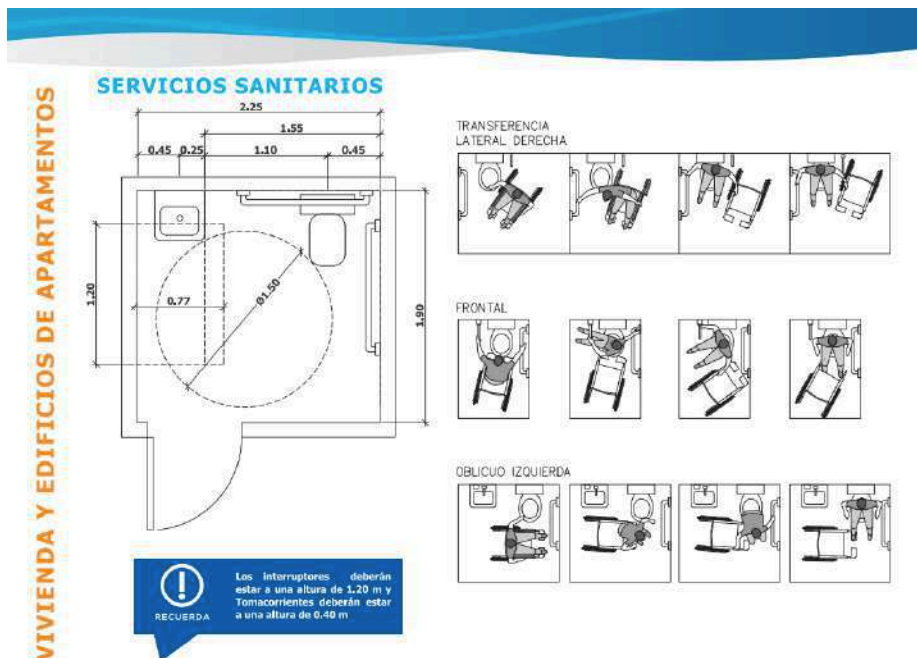 VIVIENDA Y EDIFICIOS DE APARTAMENTOS
SERVICIOS SANITARIOS
2.25
1.55
0.45 0.25 1.10 0.45
1.20
0.77
Ø1.50
1.90
TRANSFERENCIA
LATERAL DERECHA
FRONTAL
OBLICUO IZQUIERDA
RECUERDA
Los interruptores deberán
estar a una altura de 1.20 m y
Tomacorrientes deberán estar
a una altura de 0.40 m